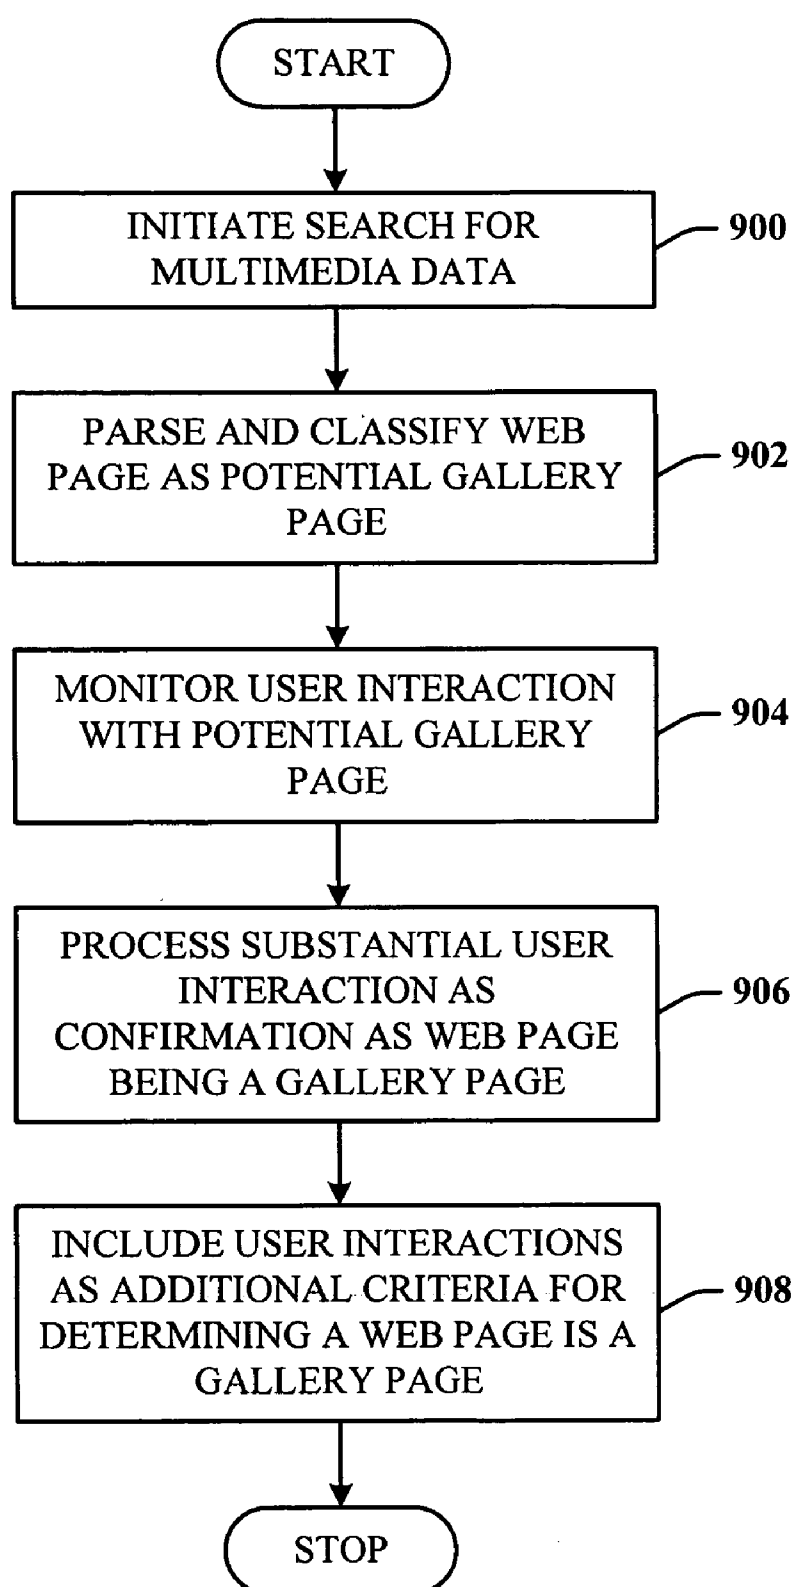 START
INITIATE SEARCH FOR
MULTIMEDIA DATA
900
PARSE AND CLASSIFY WEB
PAGE AS POTENTIAL GALLERY
PAGE
902
MONITOR USER INTERACTION
WITH POTENTIAL GALLERY
PAGE
904
PROCESS SUBSTANTIAL USER
INTERACTION AS
CONFIRMATION AS WEB PAGE
BEING A GALLERY PAGE
906
INCLUDE USER INTERACTIONS
AS ADDITIONAL CRITERIA FOR
DETERMINING A WEB PAGE IS A
GALLERY PAGE
908
STOP